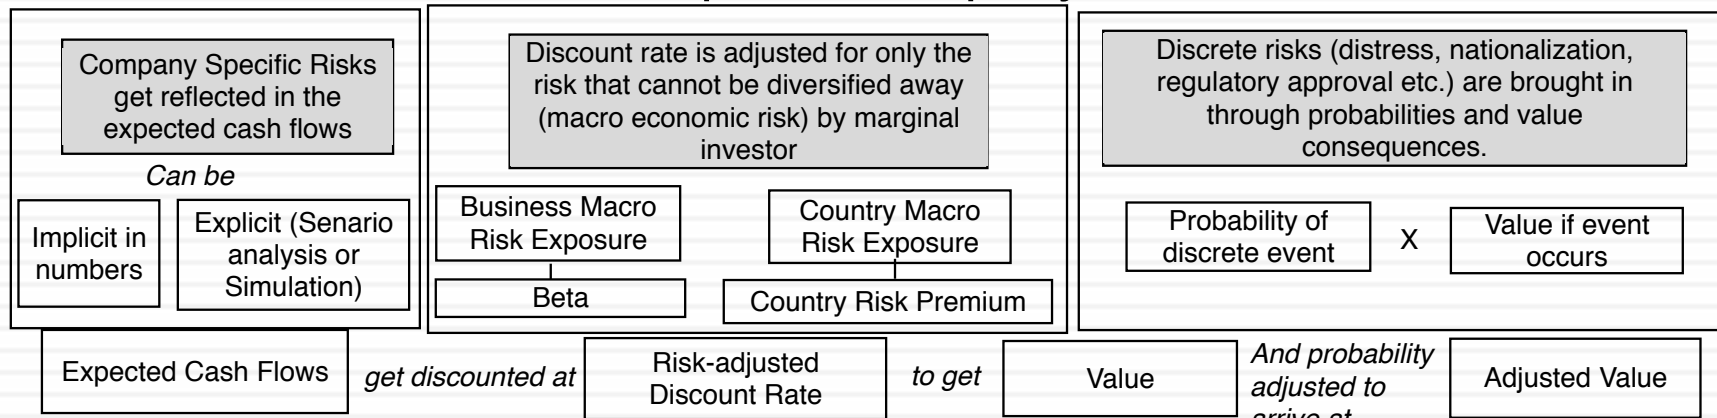 Company Specific Risks
get reflected in the
expected cash flows
Can be
Implicit in
numbers
Explicit (Senario
analysis or
Simulation)
Discount rate is adjusted for only the
risk that cannot be diversified away
(macro economic risk) by marginal
investor
Business Macro
Risk Exposure
Beta
Country Macro
Risk Exposure
Country Risk Premium
Discrete risks (distress, nationalization,
regulatory approval etc.) are brought in
through probabilities and value
consequences.
Probability of
discrete event
X
Value if event
occurs
Expected Cash Flows
get discounted at
Risk-adjusted
Discount Rate
to get
Value
And probability
adjusted to
arrive at
Adjusted Value